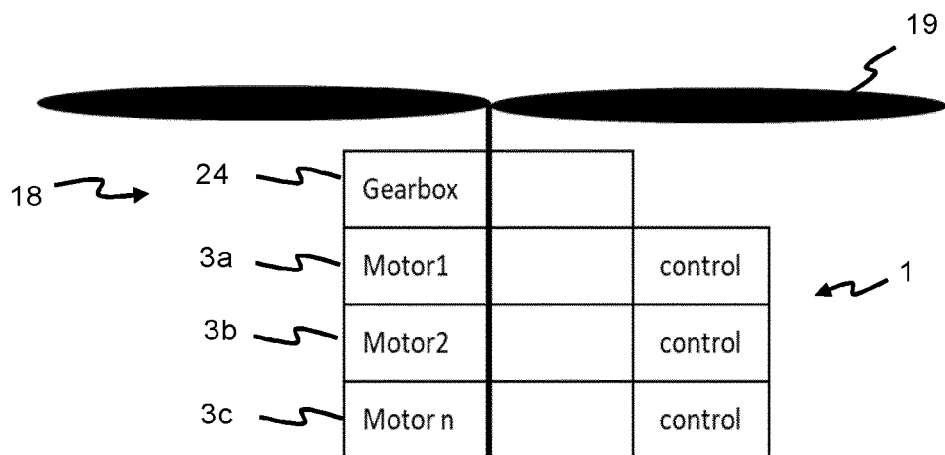 19
24 Gearbox
18
3a Motor1 control
1
3b Motor2 control
3c Motor n control